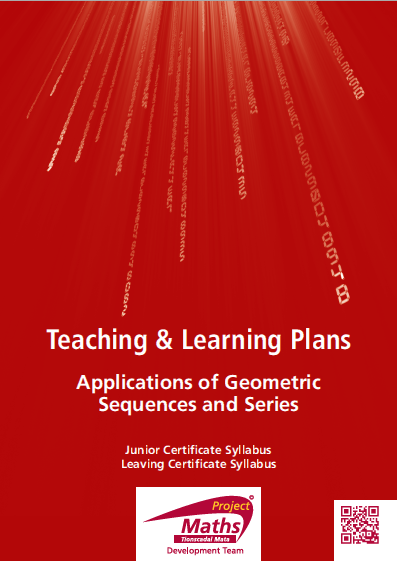 Teaching & Learning Plans
Applications of Geometric
Sequences and Series
Junior Certificate Syllabus
Leaving Certificate Syllabus
Project
Maths
Tionscadal Mata
Development Team